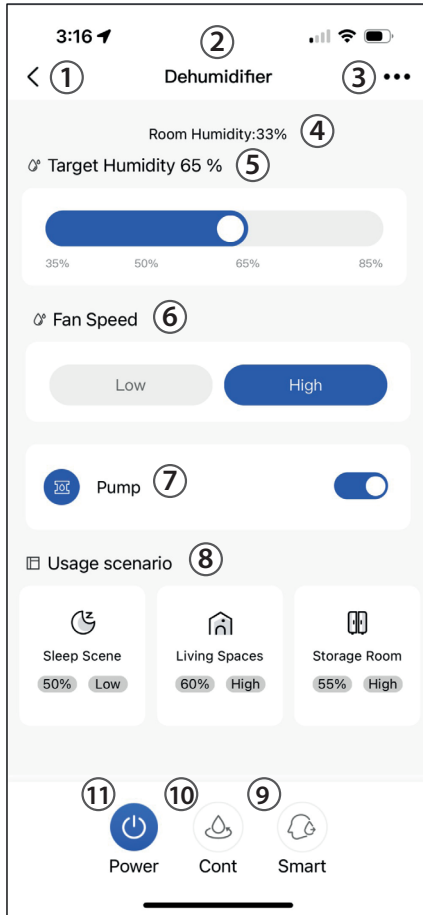 3:16
②
① Dehumidifier ③
Room Humidity:33% ④
Target Humidity 65 % ⑤
35% 50% 65% 85%
Fan Speed ⑥
Low High
Pump ⑦
Usage scenario ⑧
Sleep Scene Living Spaces Storage Room
50% Low 60% High 55% High
⑪ ⑩ ⑨
Power Cont Smart